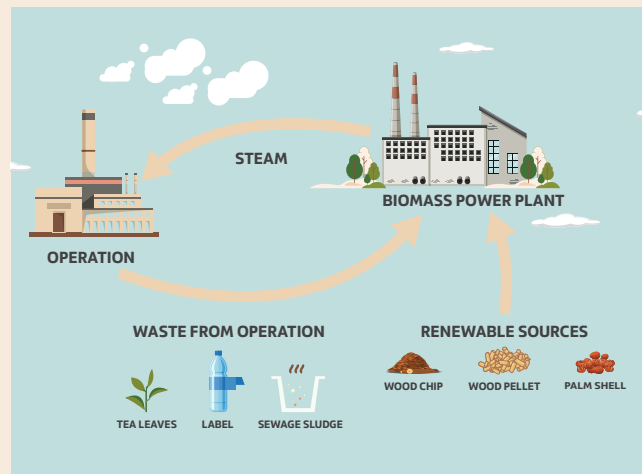 STEAM
BIOMASS POWER PLANT
OPERATION
WASTE FROM OPERATION
RENEWABLE SOURCES
WOOD CHIP
WOOD PELLET
PALM SHELL
TEA LEAVES
LABEL
SEWAGE SLUDGE